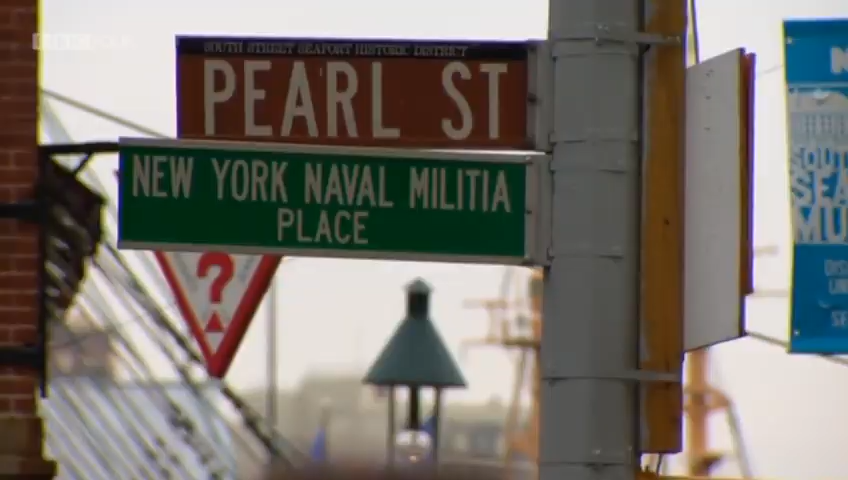 SOUTH STREET SEAPORT HISTORIC DISTRICT
PEARL ST
NEW YORK NAVAL MILITIA
PLACE
?